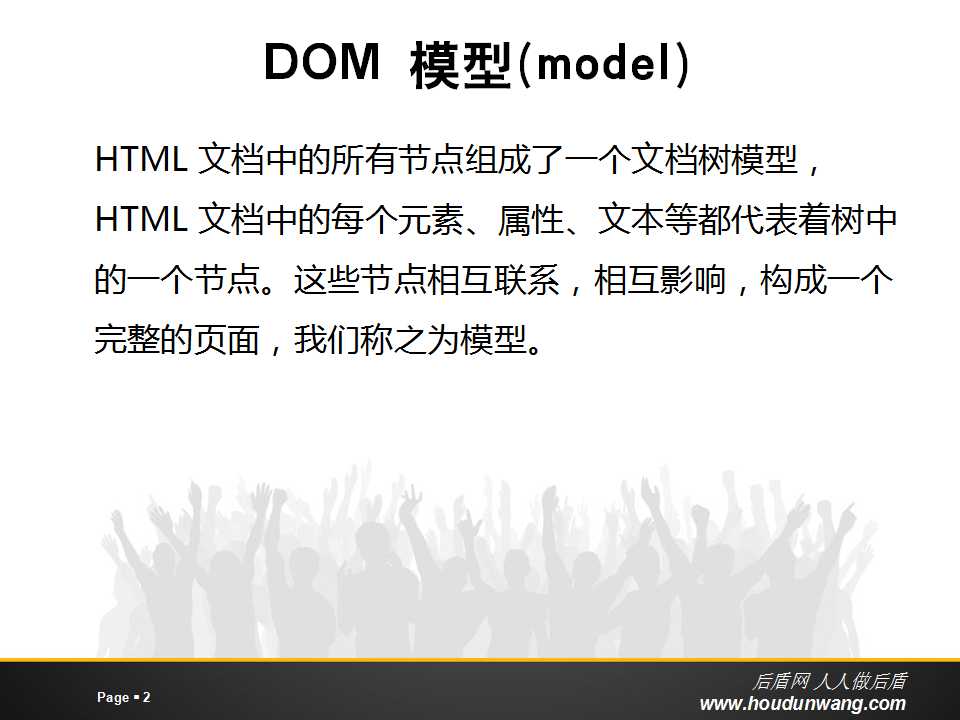 DOM 模型(model)
HTML 文档中的所有节点组成了一个文档树模型，
HTML 文档中的每个元素、属性、文本等都代表着树中
的一个节点。这些节点相互联系，相互影响，构成一个
完整的页面，我们称之为模型。
后盾网 人人做后盾
Page ▪ 2
www.houdunwang.com